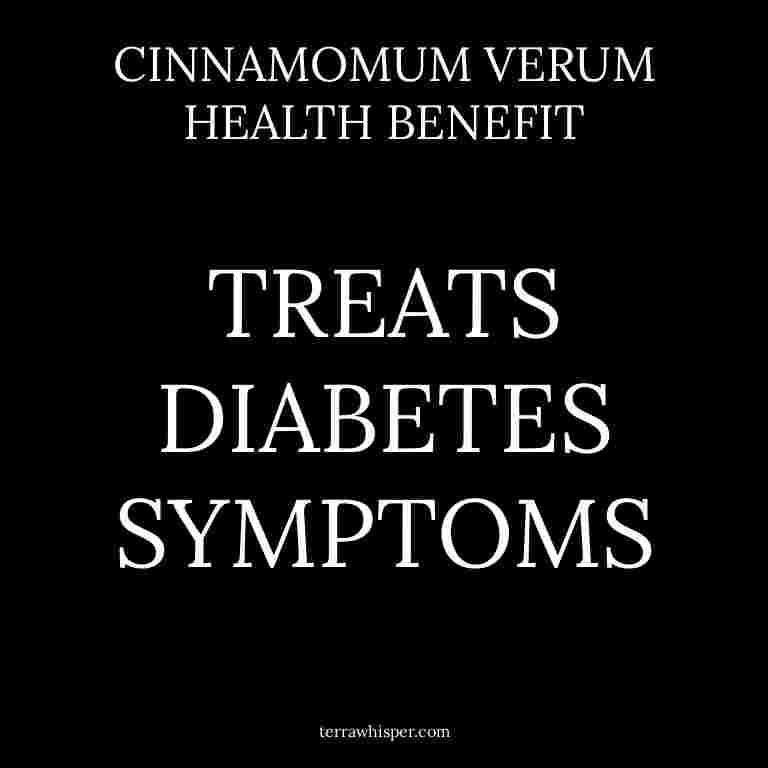 CINNAMOMUM VERUM
HEALTH BENEFIT
TREATS
DIABETES
SYMPTOMS
terrawhisper.com